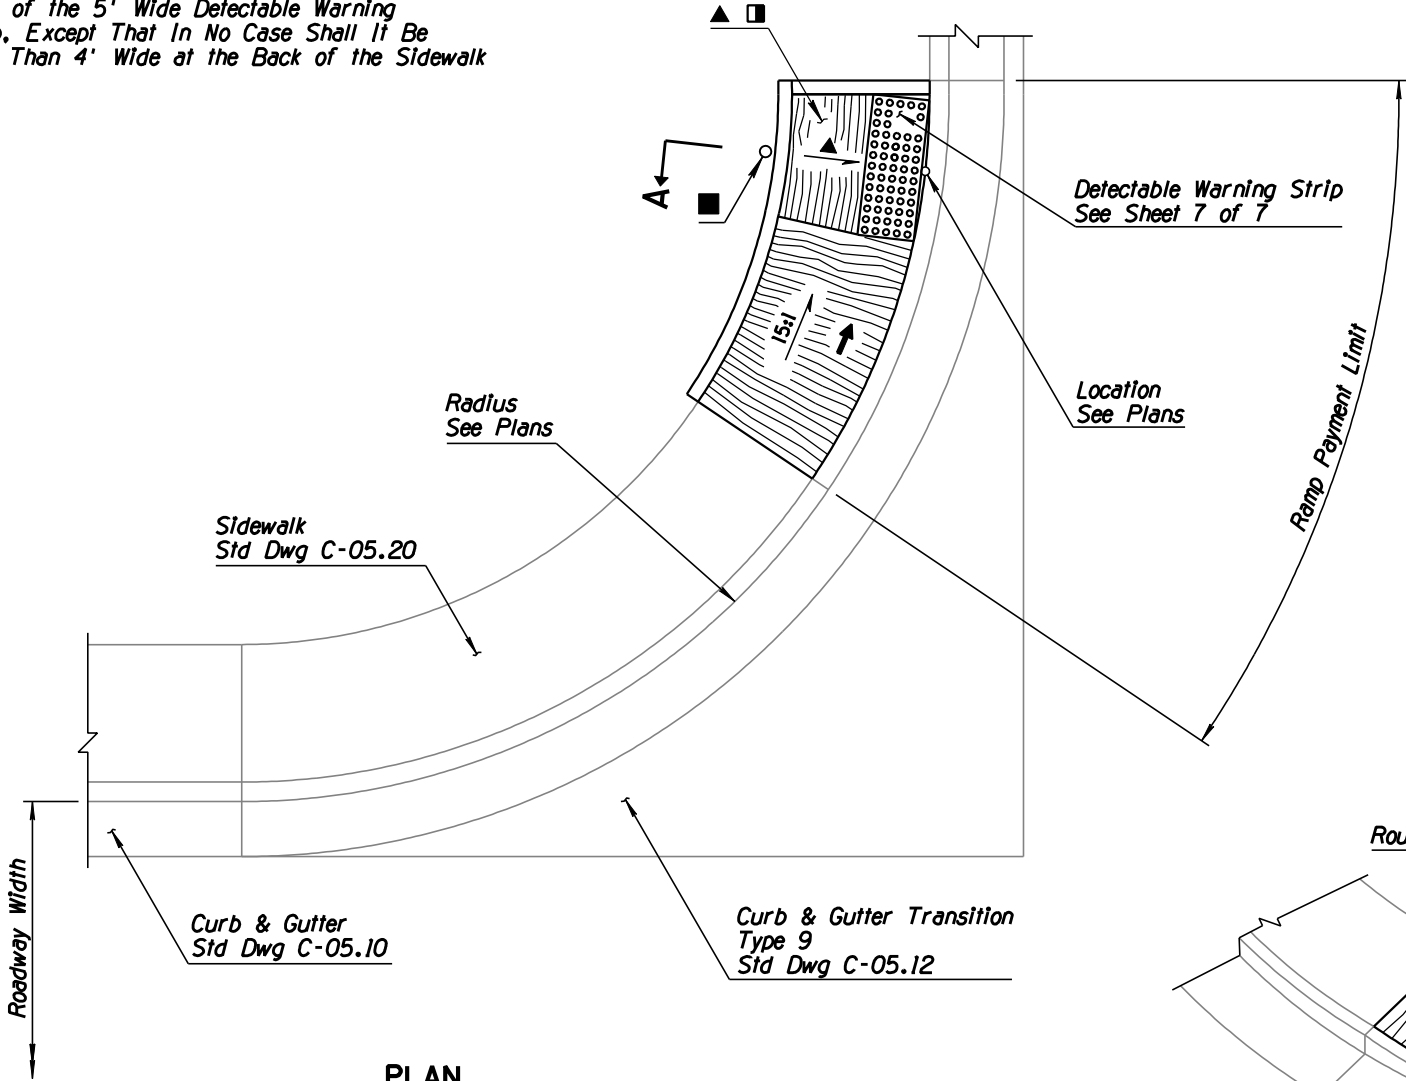 of the 5' Wide Detectable Warning
Except That In No Case Shall It Be
Than 4' Wide at the Back of the Sidewalk
A
Detectable Warning Strip
See Sheet 7 of 7
15:1
Location
See Plans
Ramp Payment Limit
Radius
See Plans
Sidewalk
Std Dwg C-05.20
Roadway Width
Curb & Gutter
Std Dwg C-05.10
Curb & Gutter Transition
Type 9
Std Dwg C-05.12
PLAN